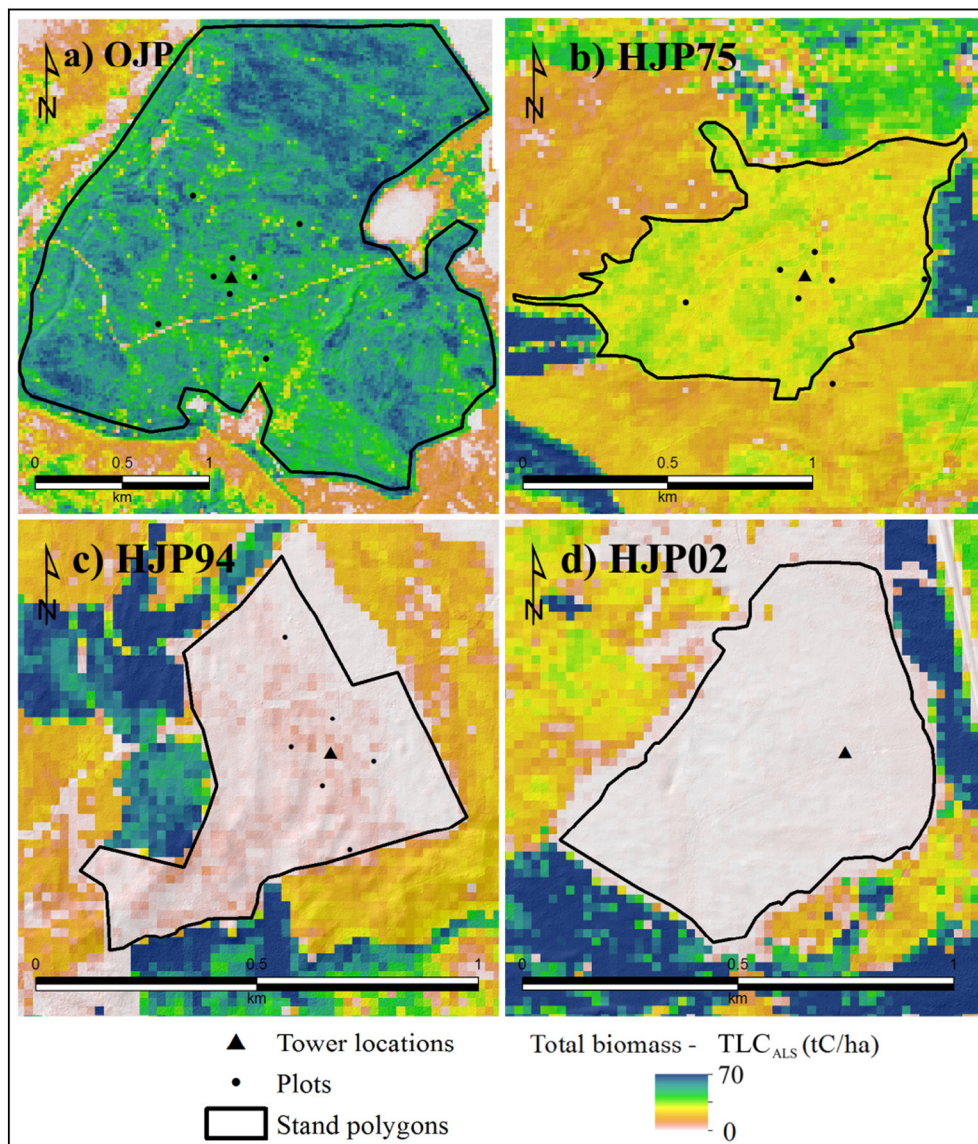 a) OJP
N
0 0.5 1
km
b) HJP75
N
0 0.5 1
km
c) HJP94
N
0 0.5 1
km
d) HJP02
N
0 0.5 1
km
Tower locations
Plots
Stand polygons
Total biomass - TLC_ALS (tC/ha)
70
0